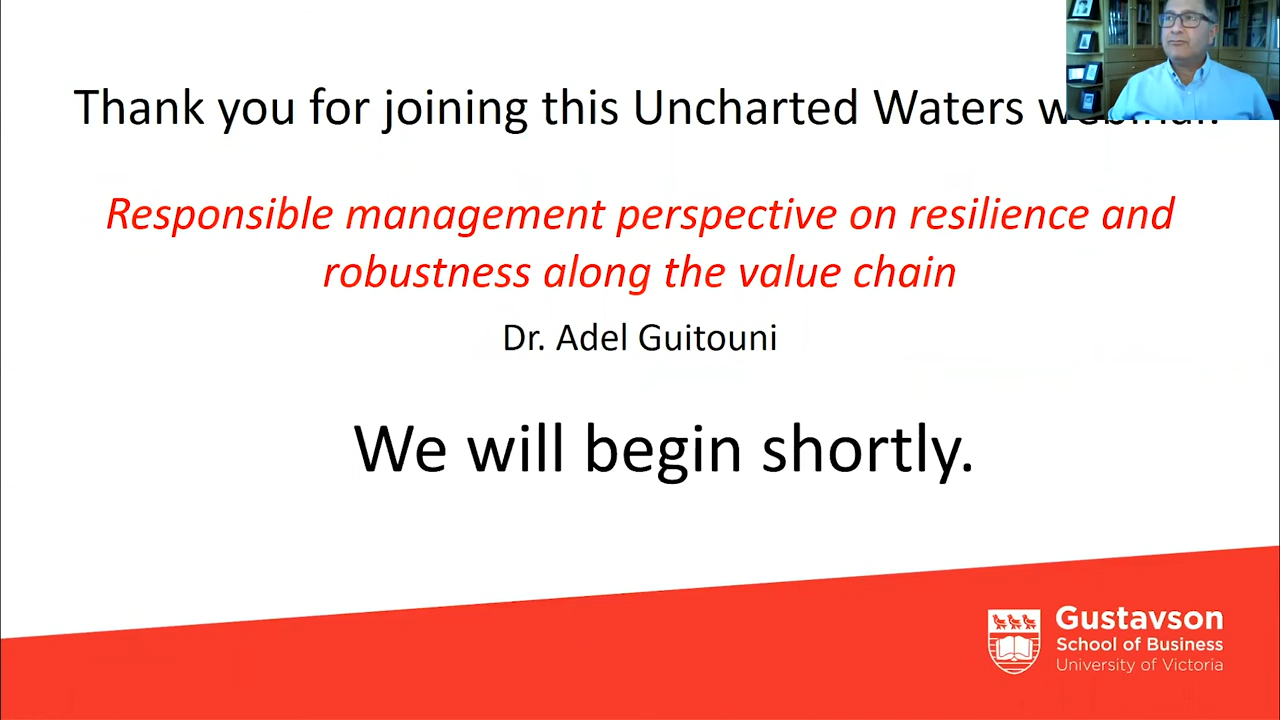 Thank you for joining this Uncharted Waters webinar.
Responsible management perspective on resilience and
robustness along the value chain
Dr. Adel Guitouni
We will begin shortly.
Gustavson
School of Business
University of Victoria